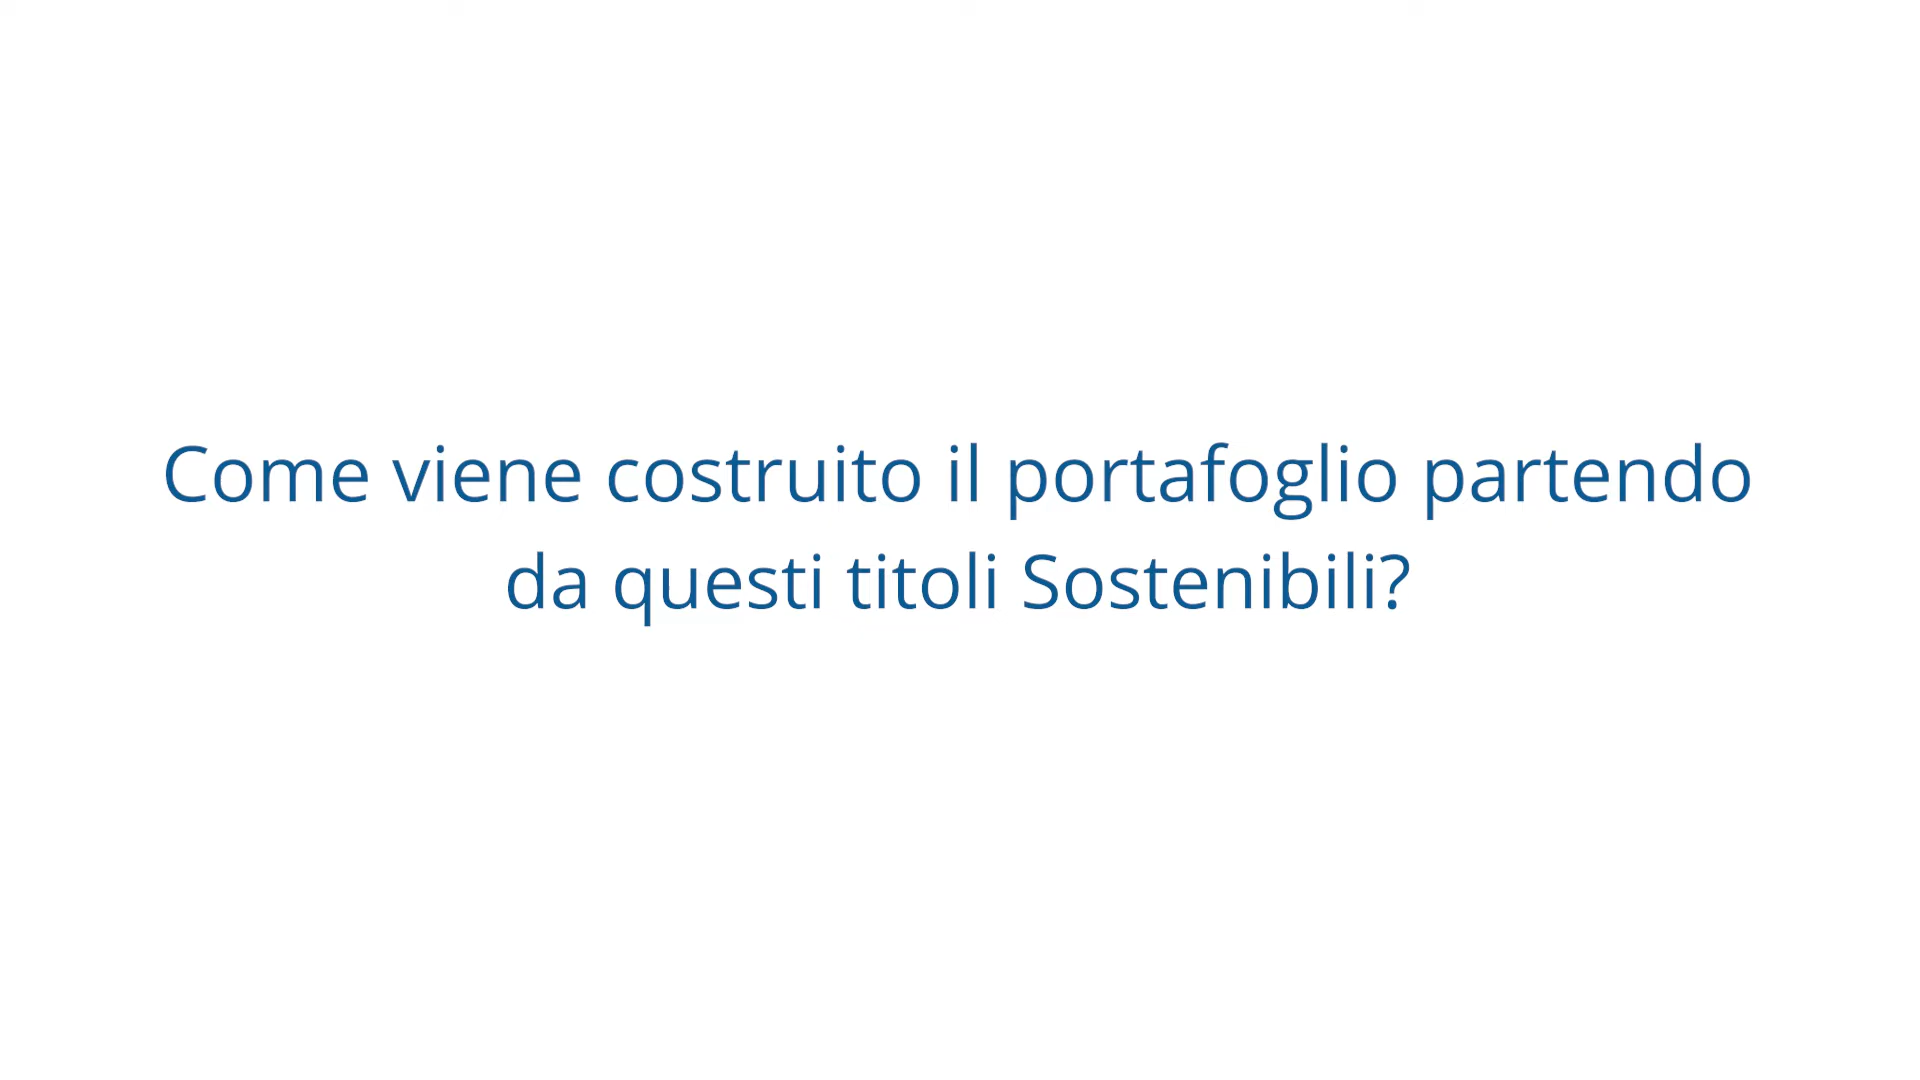 Come viene costruito il portafoglio partendo
da questi titoli Sostenibili?